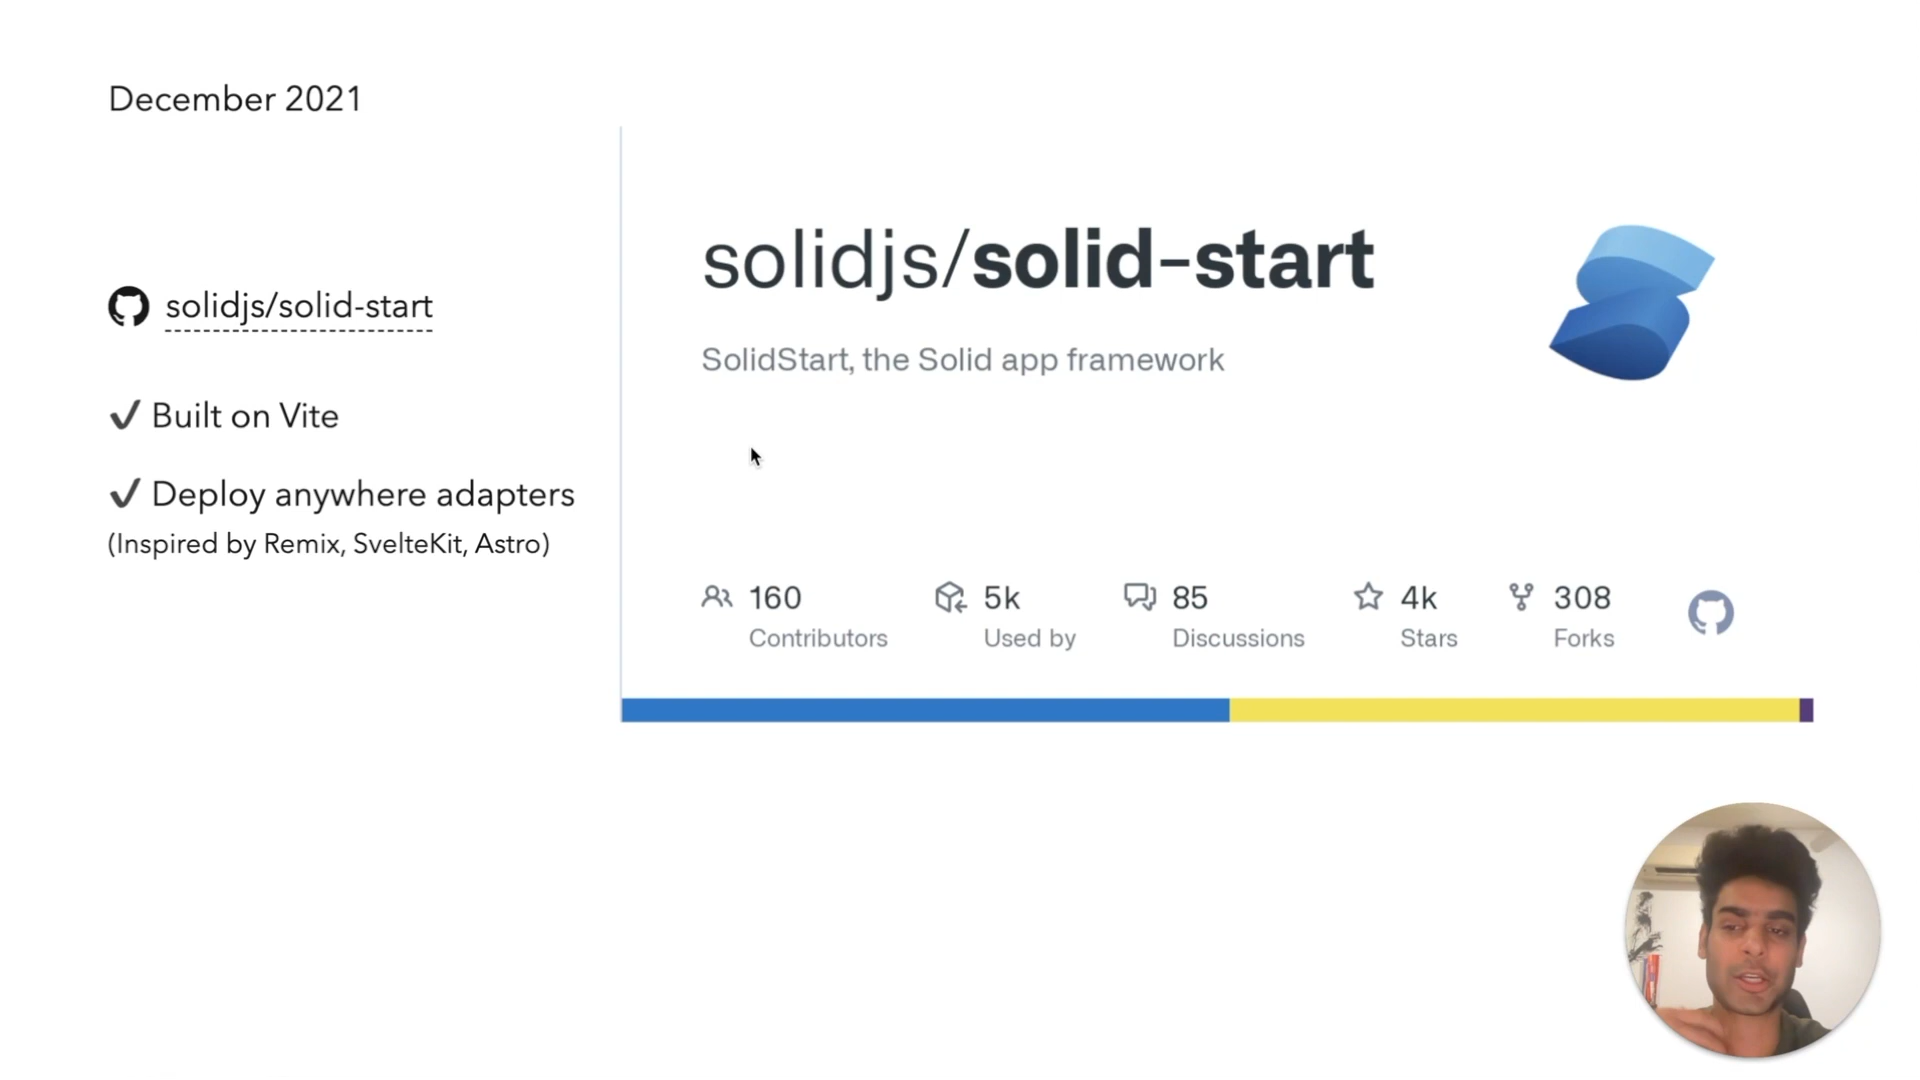 December 2021
solidjs/solid-start
✔ Built on Vite
✔ Deploy anywhere adapters
(Inspired by Remix, SvelteKit, Astro)
solidjs/solid-start
SolidStart, the Solid app framework
160 5k 85 4k 308
Contributors Used by Discussions Stars Forks